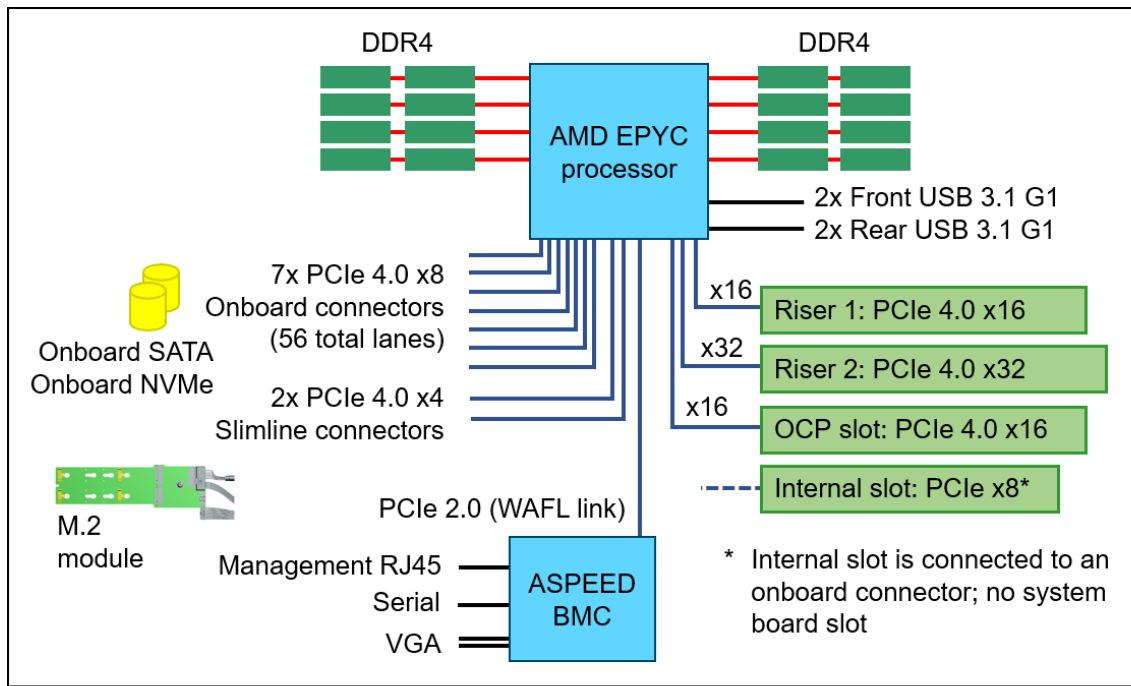 DDR4
DDR4
AMD EPYC
processor
2x Front USB 3.1 G1
2x Rear USB 3.1 G1
7x PCIe 4.0 x8
Onboard connectors
(56 total lanes)
Onboard SATA
Onboard NVMe
2x PCIe 4.0 x4
Slimline connectors
x16
Riser 1: PCIe 4.0 x16
x32
Riser 2: PCIe 4.0 x32
x16
OCP slot: PCIe 4.0 x16
Internal slot: PCIe x8*
M.2
module
PCIe 2.0 (WAFL link)
Management RJ45
Serial
VGA
ASPEED
BMC
* Internal slot is connected to an
onboard connector; no system
board slot